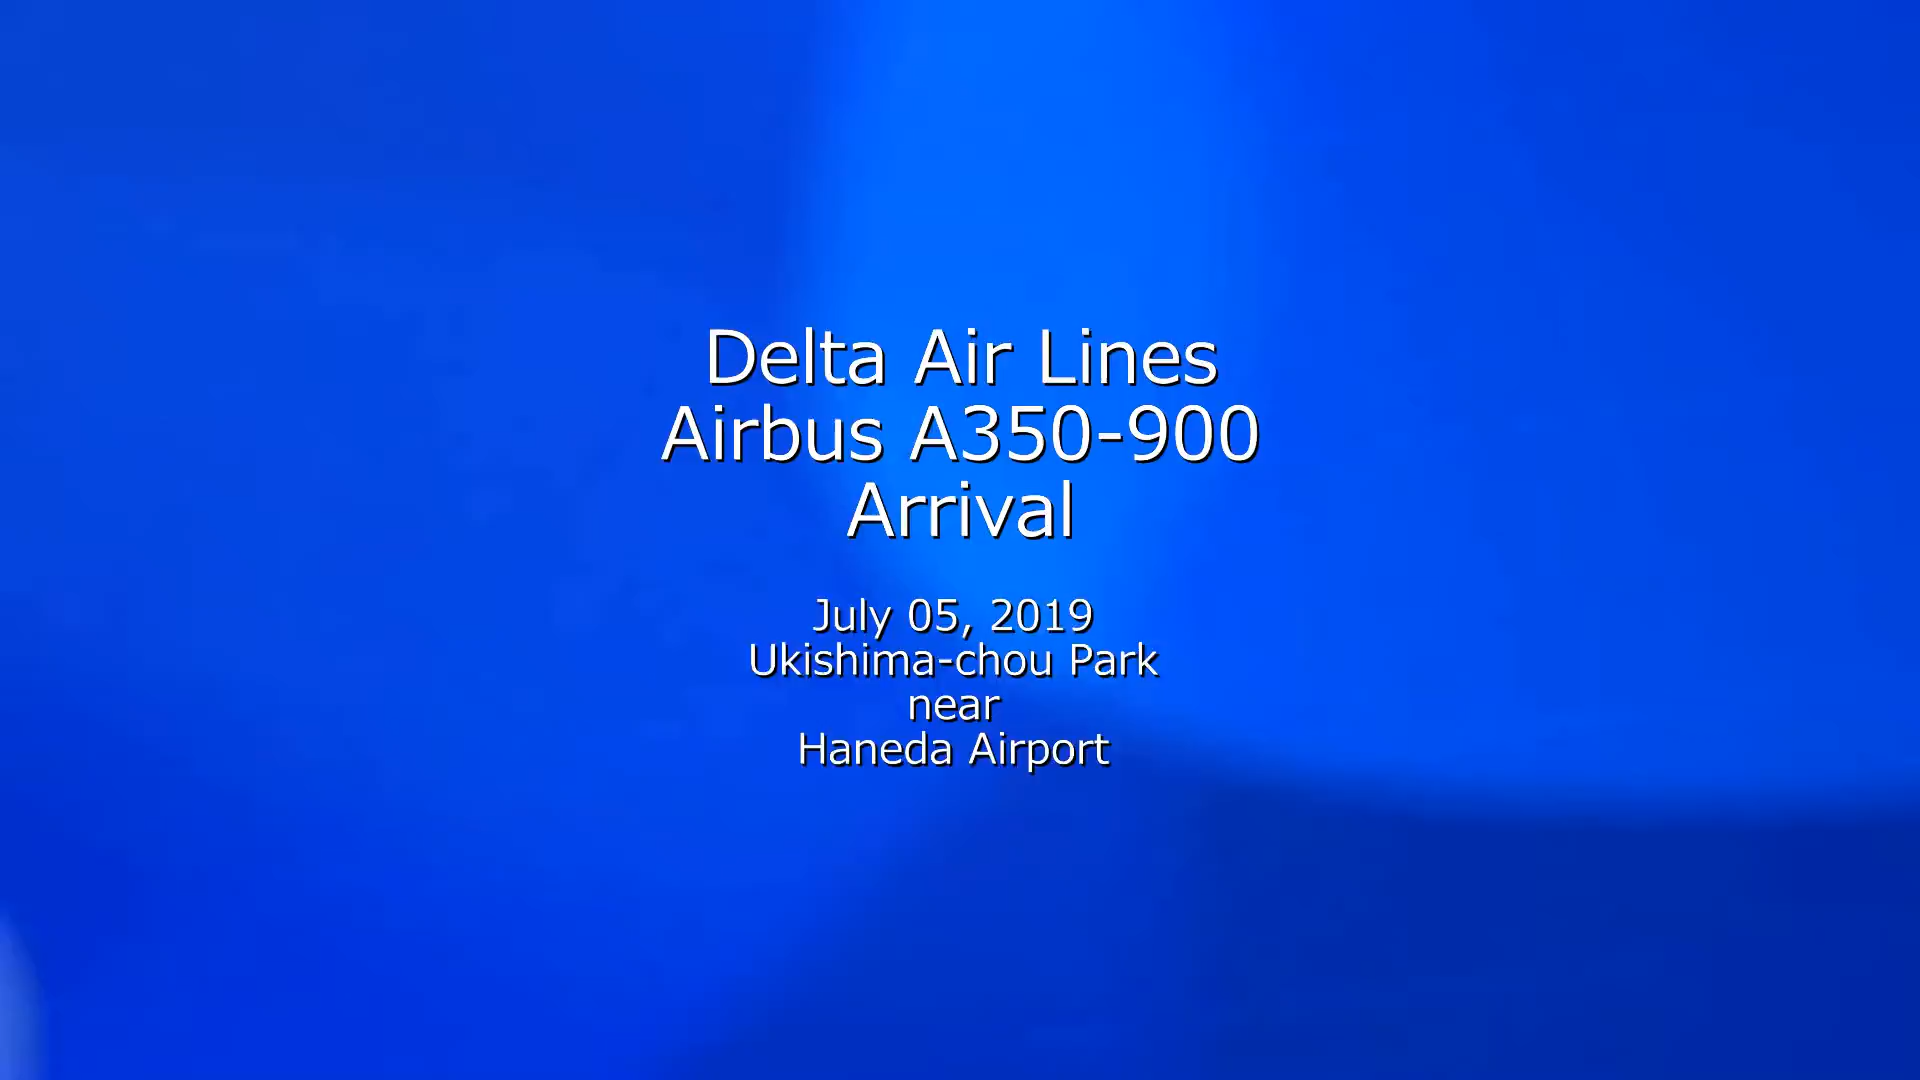 Delta Air Lines
Airbus A350-900
Arrival
July 05, 2019
Ukishima-chou Park
near
Haneda Airport